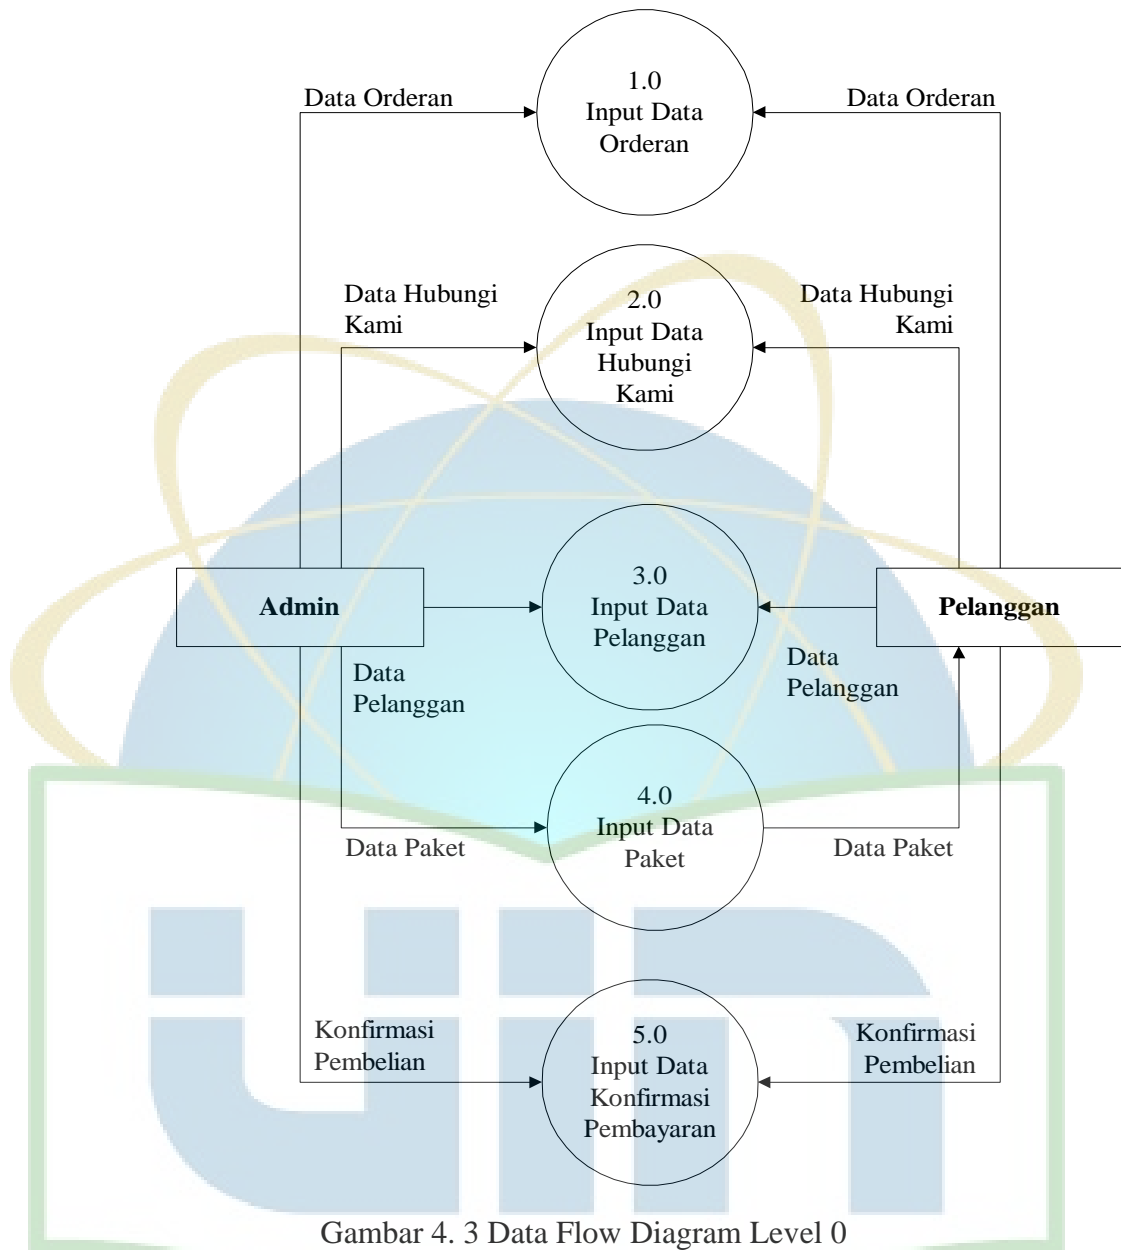 1.0
Input Data
Orderan
Data Orderan
Data Orderan
2.0
Input Data
Hubungi
Kami
Data Hubungi
Kami
Data Hubungi
Kami
Admin
3.0
Input Data
Pelanggan
Pelanggan
Data
Pelanggan
Data
Pelanggan
4.0
Input Data
Paket
Data Paket
Data Paket
5.0
Input Data
Konfirmasi
Pembayaran
Konfirmasi
Pembelian
Konfirmasi
Pembelian
uin
Gambar 4. 3 Data Flow Diagram Level 0